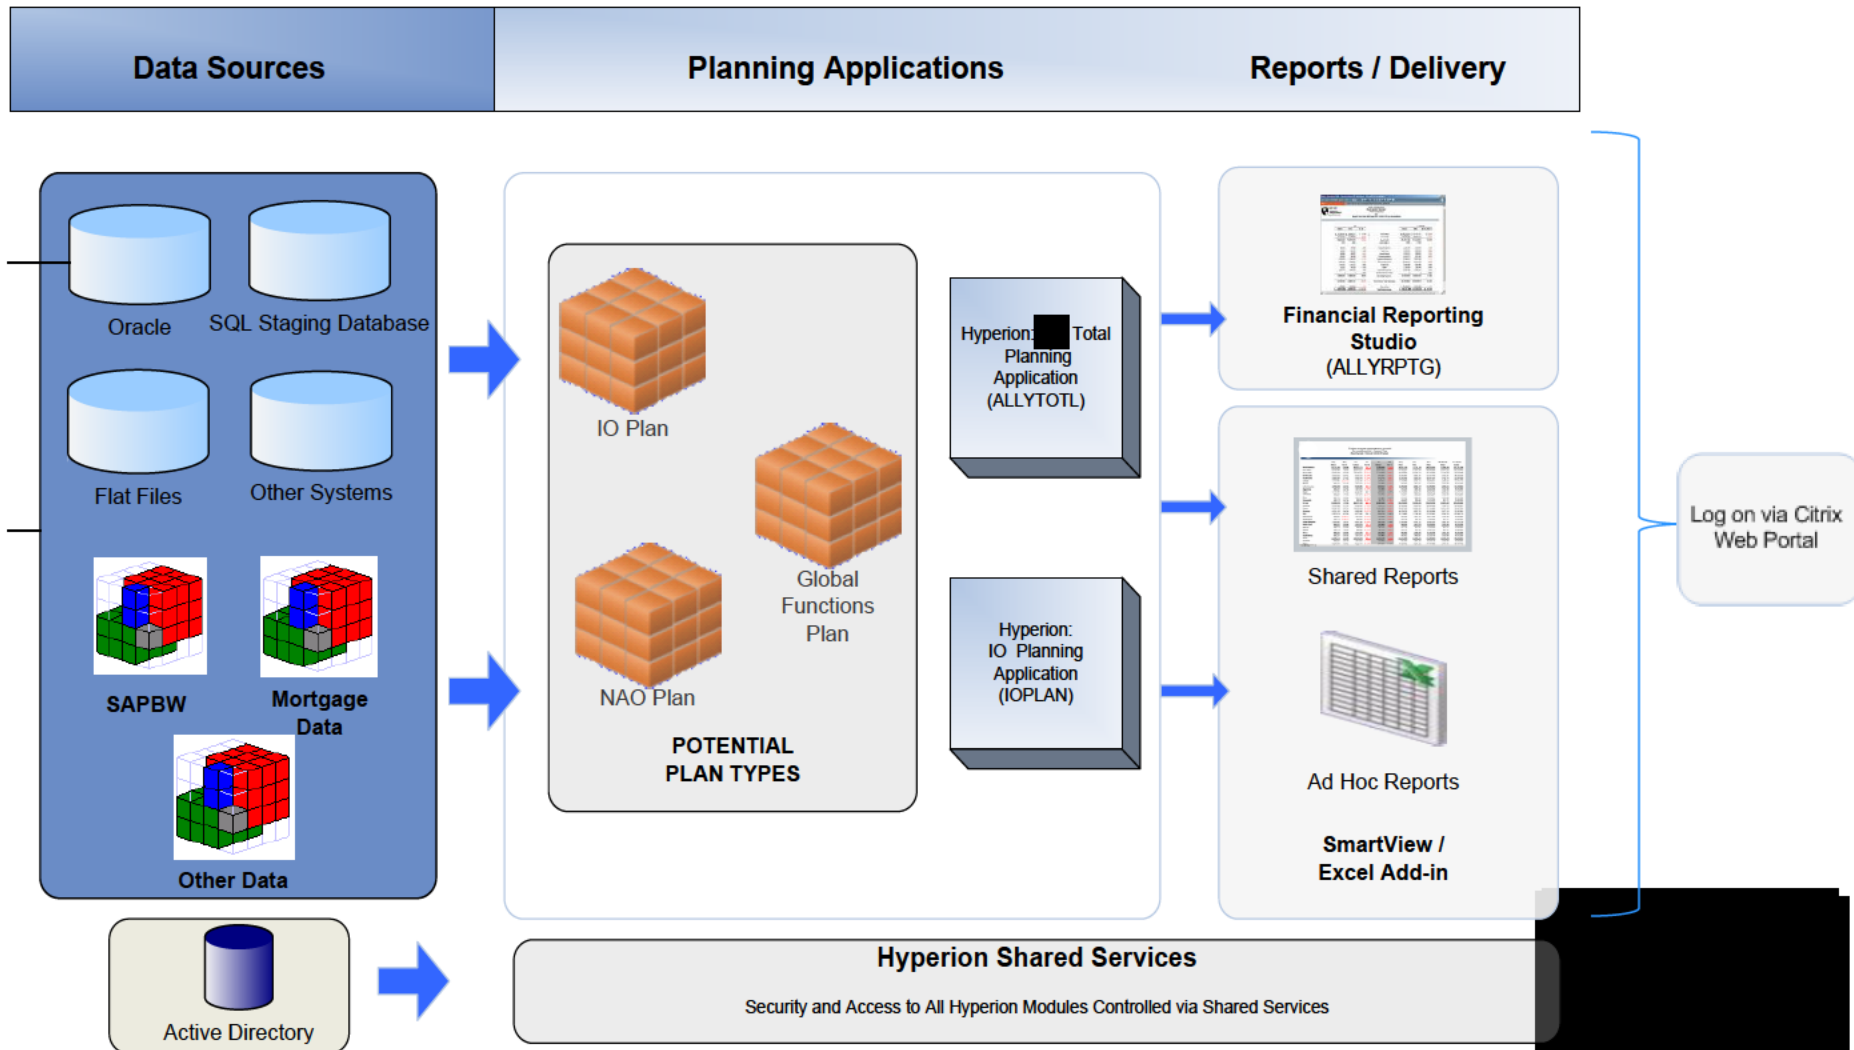 Data Sources
Planning Applications
Reports / Delivery
Oracle
SQL Staging Database
Flat Files
Other Systems
SAPBW
Mortgage
Data
Other Data
Active Directory
IO Plan
Global
Functions
Plan
NAO Plan
POTENTIAL
PLAN TYPES
Hyperion: Total
Planning
Application
(ALLYTOTL)
Hyperion:
IO Planning
Application
(IOPLAN)
Financial Reporting
Studio
(ALLYRPTG)
Shared Reports
Ad Hoc Reports
SmartView /
Excel Add-in
Log on via Citrix
Web Portal
Hyperion Shared Services
Security and Access to All Hyperion Modules Controlled via Shared Services